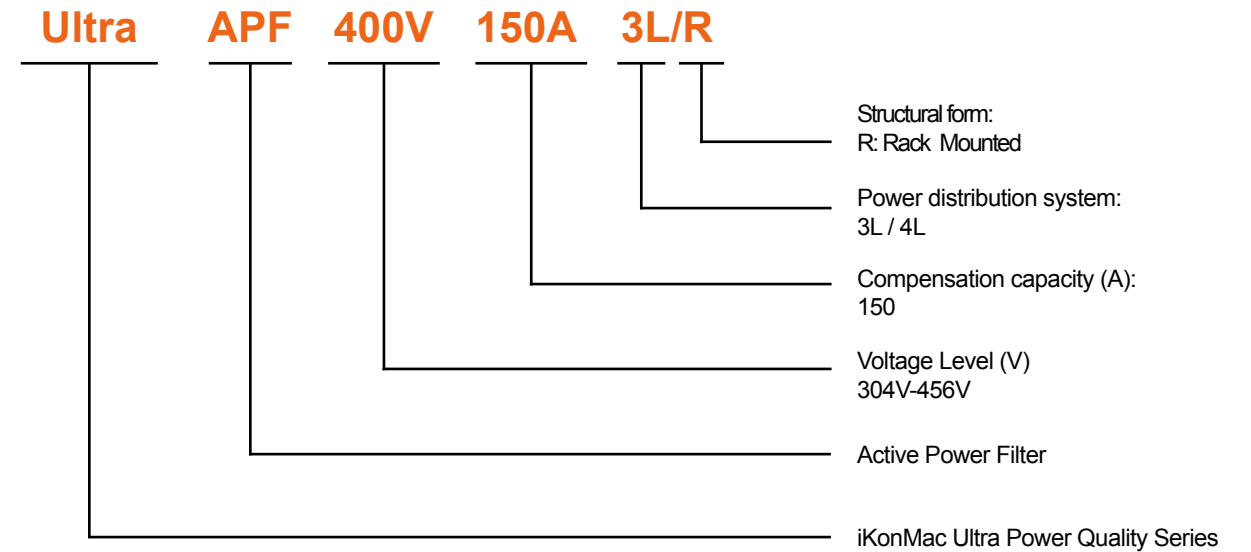 Ultra APF 400V 150A 3L/R
Structural form:
R: Rack Mounted
Power distribution system:
3L / 4L
Compensation capacity (A):
150
Voltage Level (V)
304V-456V
Active Power Filter
iKonMac Ultra Power Quality Series